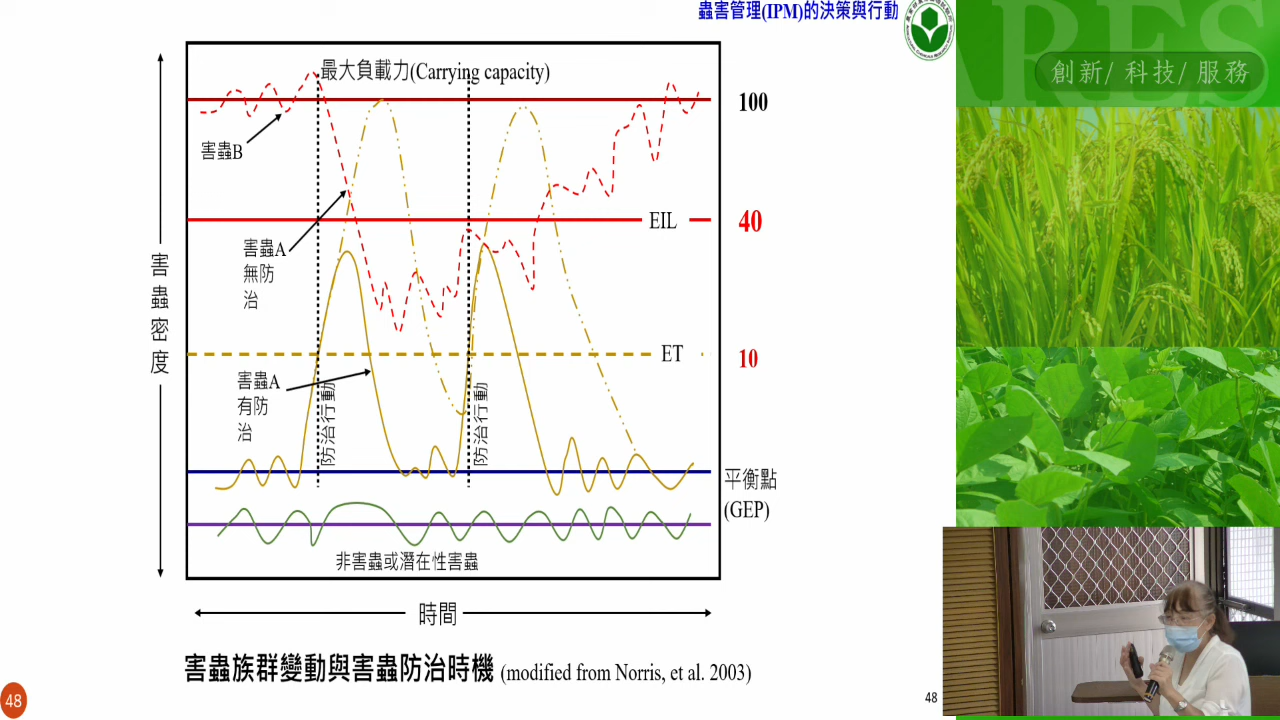 蟲害管理(IPM)的決策與行動
ARES
創新/ 科技/ 服務
最大負載力(Carrying capacity)
100
害蟲B
EIL
40
害蟲A
無防
治
害蟲密度
ET
10
害蟲A
有防
治
防治行動
防治行動
平衡點
(GEP)
非害蟲或潛在性害蟲
時間
害蟲族群變動與害蟲防治時機 (modified from Norris, et al. 2003)
48
48